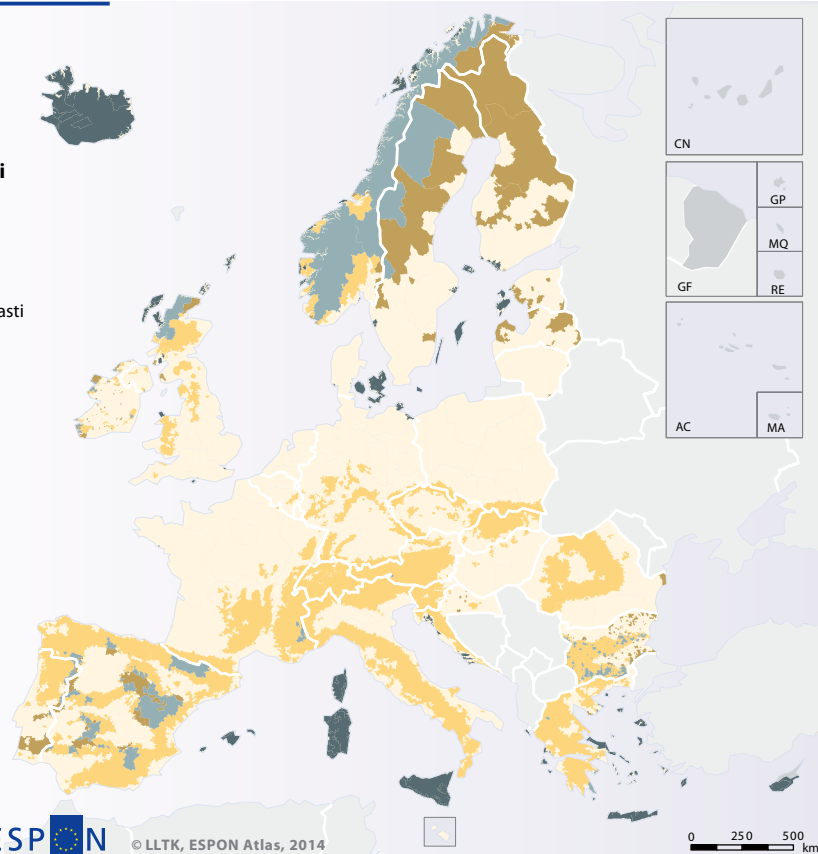 i
asti
CN
GP
MQ
GF
RE
AC
MA
ESPON
© LLTK, ESPON Atlas, 2014
0 250 500
km